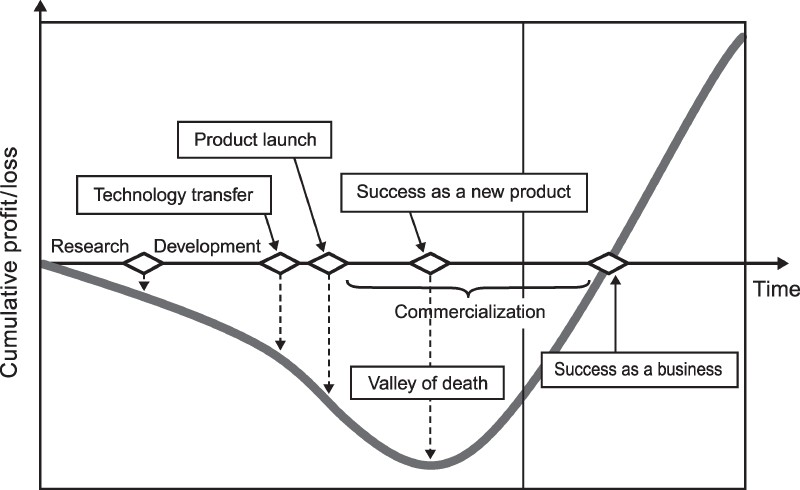 Product launch
Technology transfer
Success as a new product
Research
Development
Cumulative profit/loss
Time
Commercialization
Valley of death
Success as a business